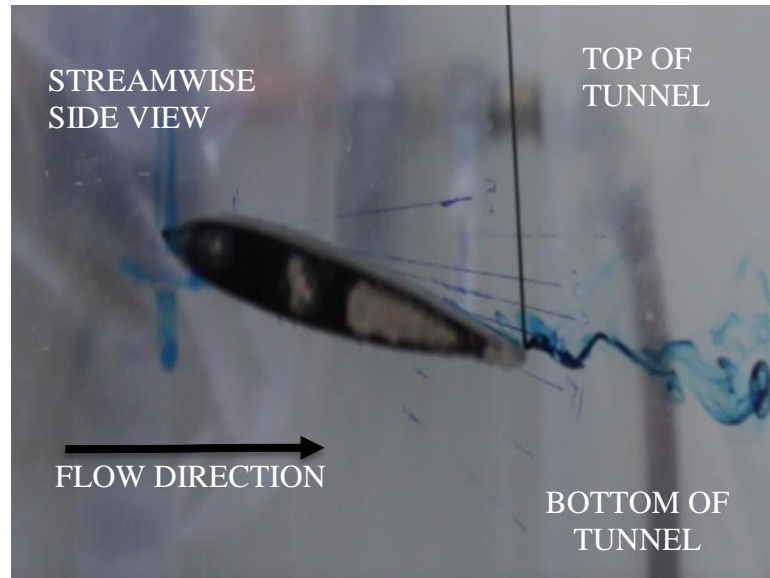 STREAMWISE
SIDE VIEW
TOP OF
TUNNEL
FLOW DIRECTION
BOTTOM OF
TUNNEL